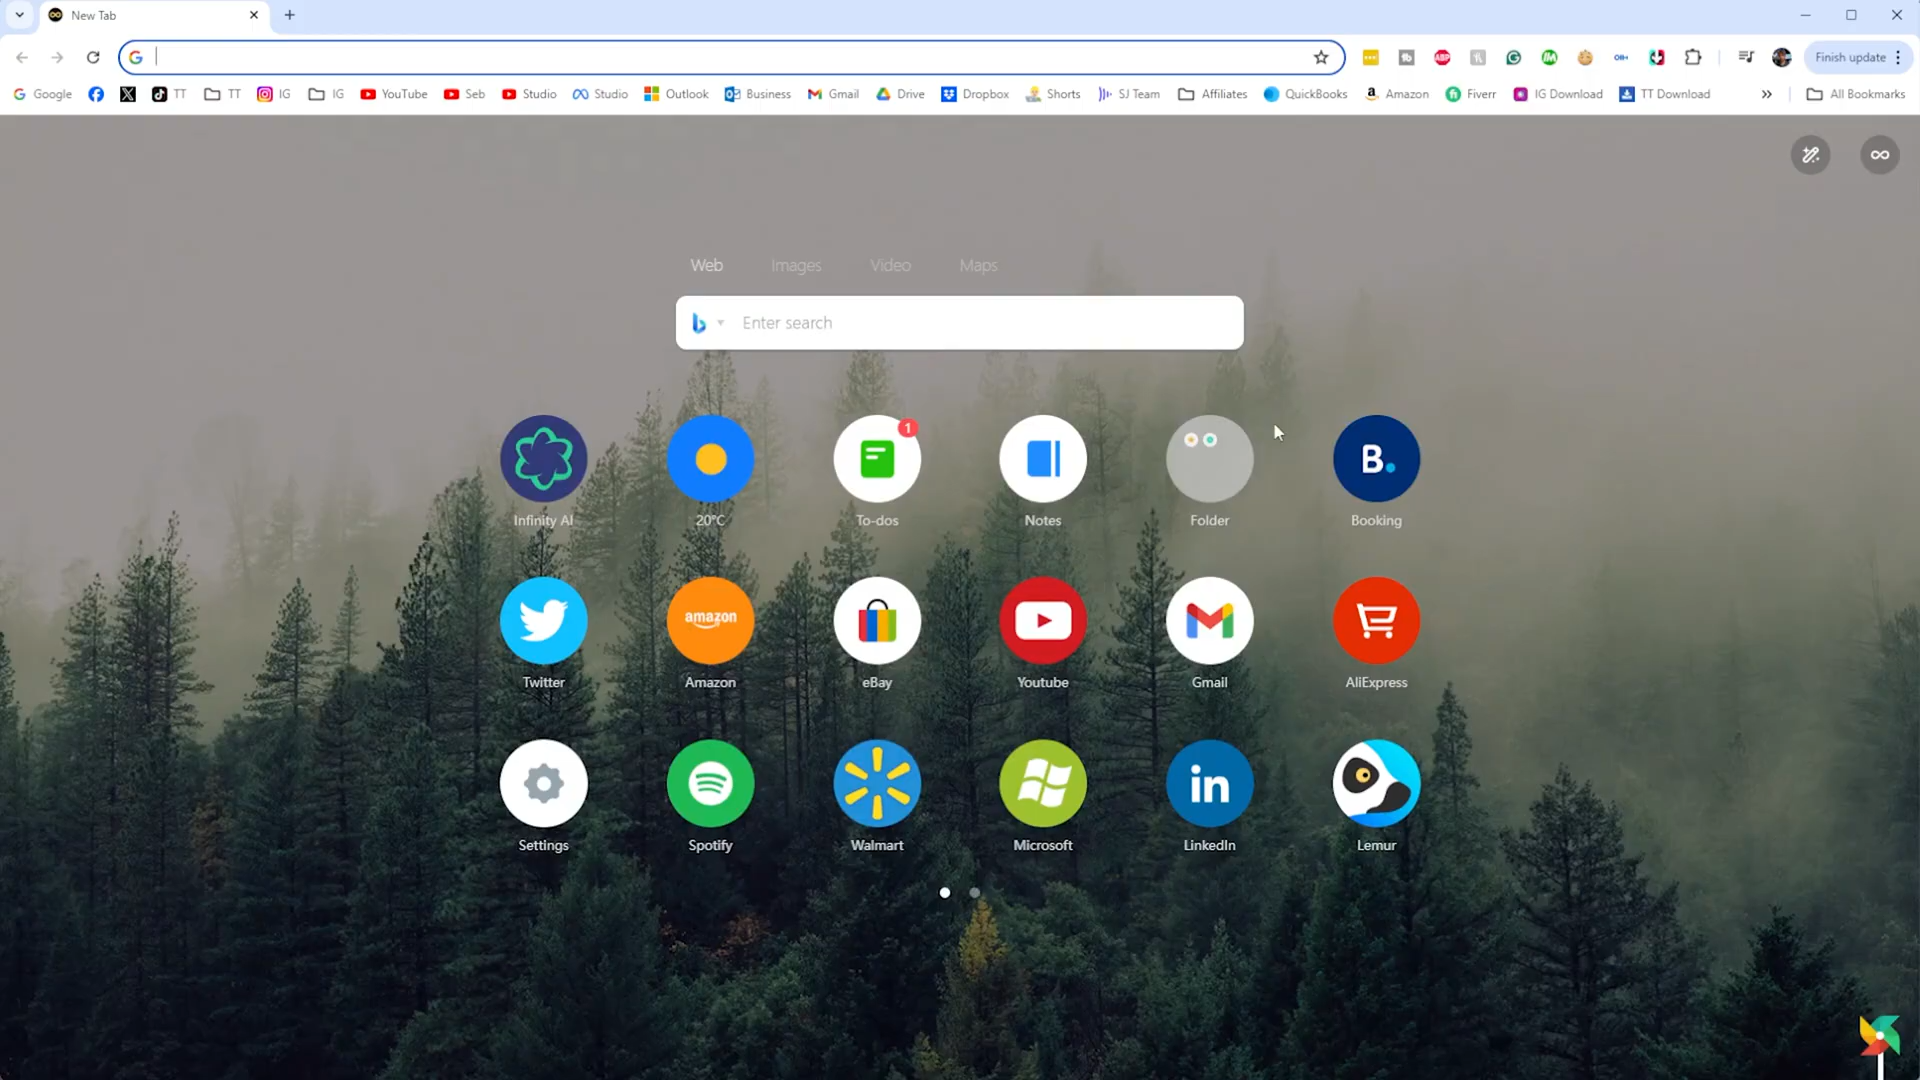 New Tab
Finish update
Google TT TT IG IG YouTube Seb Studio Studio Outlook Business Gmail Drive Dropbox Shorts SJ Team Affiliates QuickBooks Amazon Fiverr IG Download TT Download All Bookmarks
Web Images Video Maps
Enter search
1
B.
Infinity AI 20°C To-dos Notes Folder Booking
amazon
Twitter Amazon eBay Youtube Gmail AliExpress
in
Settings Spotify Walmart Microsoft LinkedIn Lemur